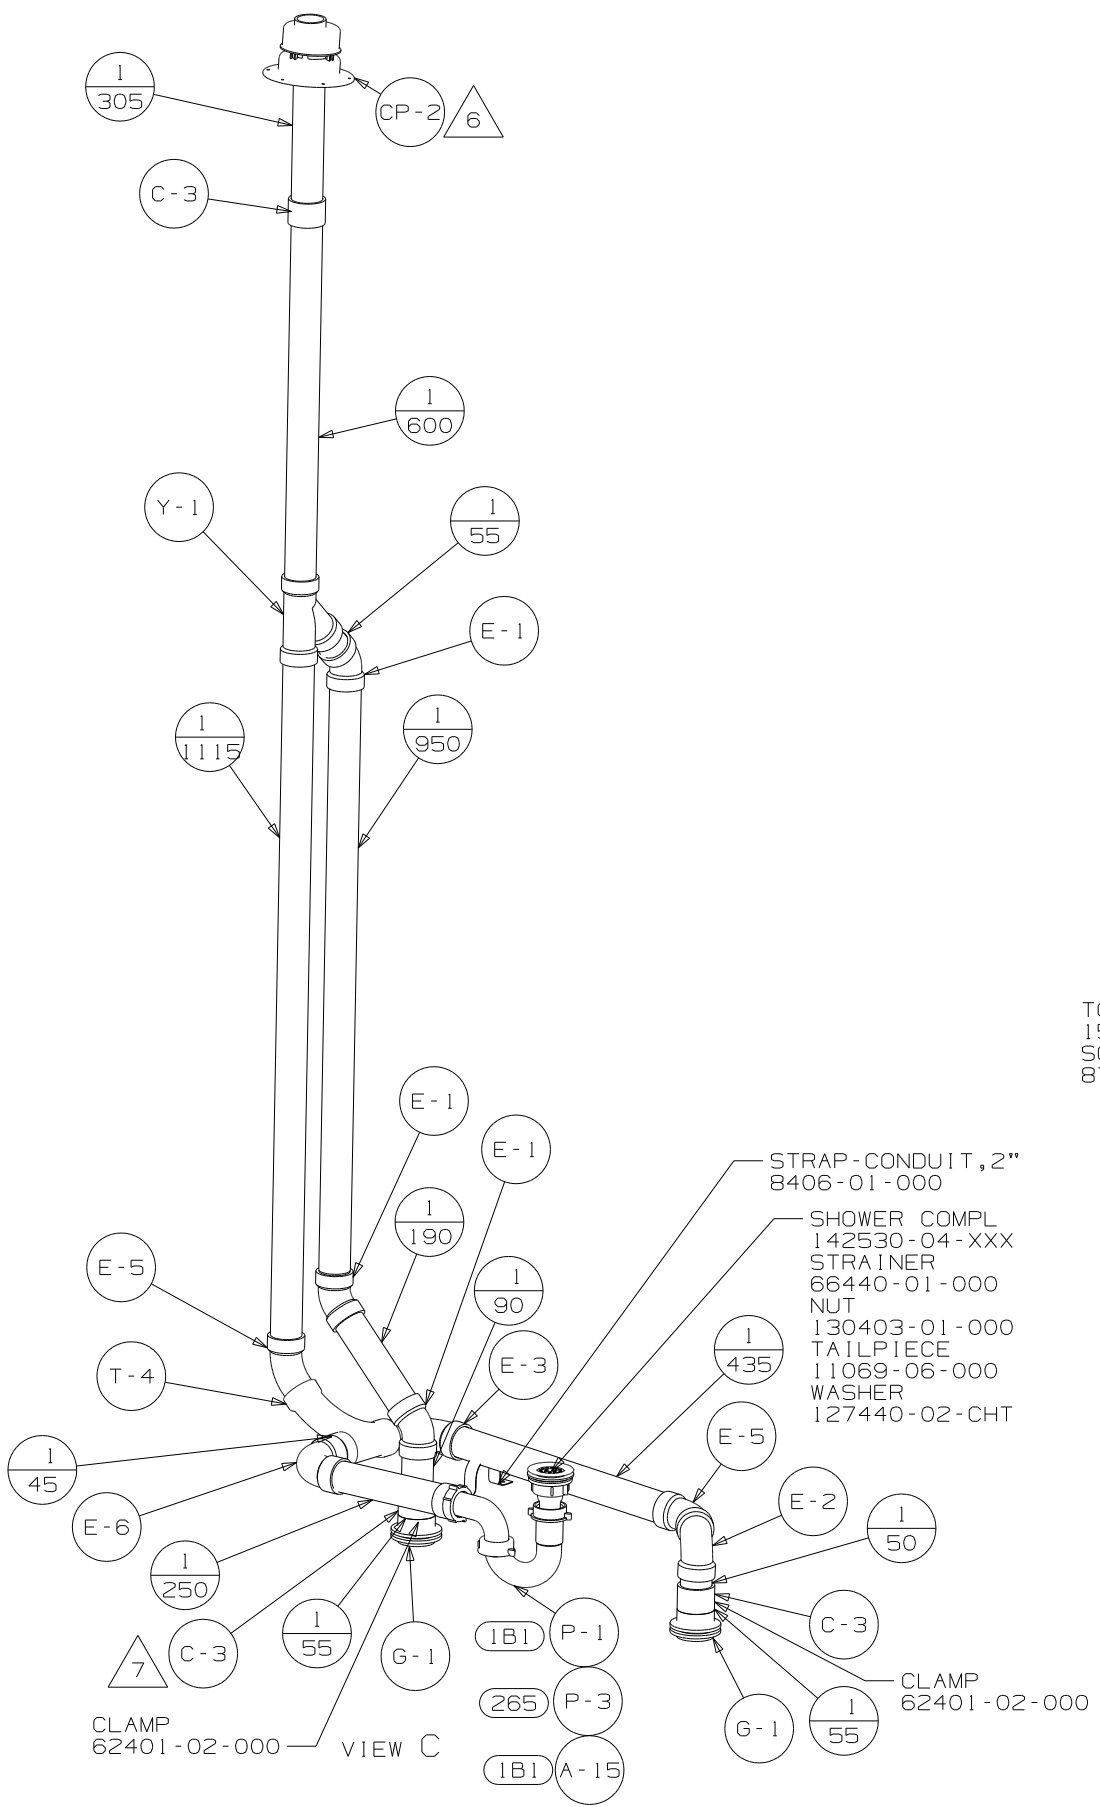 1
305
CP-2
6
C-3
1
600
Y-1
1
55
E-1
1
1115
1
950
E-1
E-1
STRAP-CONDUIT,2"
8406-01-000
SHOWER COMPL
142530-04-XXX
STRAINER
66440-01-000
NUT
130403-01-000
TAILPIECE
11069-06-000
WASHER
127440-02-CHT
1
190
E-5
1
90
1
435
E-3
T-4
E-5
1
45
E-2
E-6
1
50
1
250
1
55
C-3
7
C-3
G-1
1B1
P-1
CLAMP
62401-02-000
265
P-3
1
55
G-1
CLAMP
62401-02-000
VIEW C
1B1
A-15